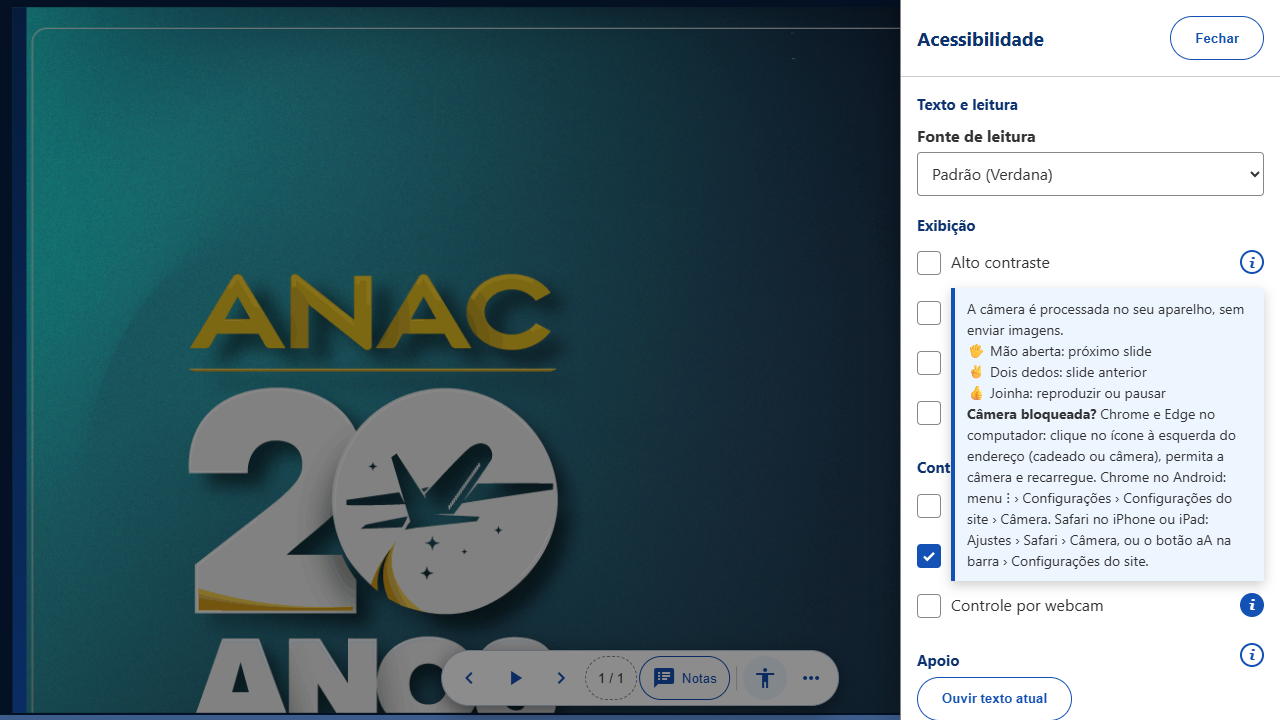 ANAC
20
ANOS
1 / 1
Notas
Acessibilidade
Fechar
Texto e leitura
Fonte de leitura
Padrão (Verdana)
Exibição
Alto contraste
i
A câmera é processada no seu aparelho, sem
enviar imagens.
🖐 Mão aberta: próximo slide
✌ Dois dedos: slide anterior
👍 Joinha: reproduzir ou pausar
Câmera bloqueada? Chrome e Edge no
computador: clique no ícone à esquerda do
endereço (cadeado ou câmera), permita a
câmera e recarregue. Chrome no Android:
menu ⋮ › Configurações › Configurações do
site › Câmera. Safari no iPhone ou iPad:
Ajustes › Safari › Câmera, ou o botão aA na
barra › Configurações do site.
Cont
Controle por webcam
i
Apoio
i
Ouvir texto atual